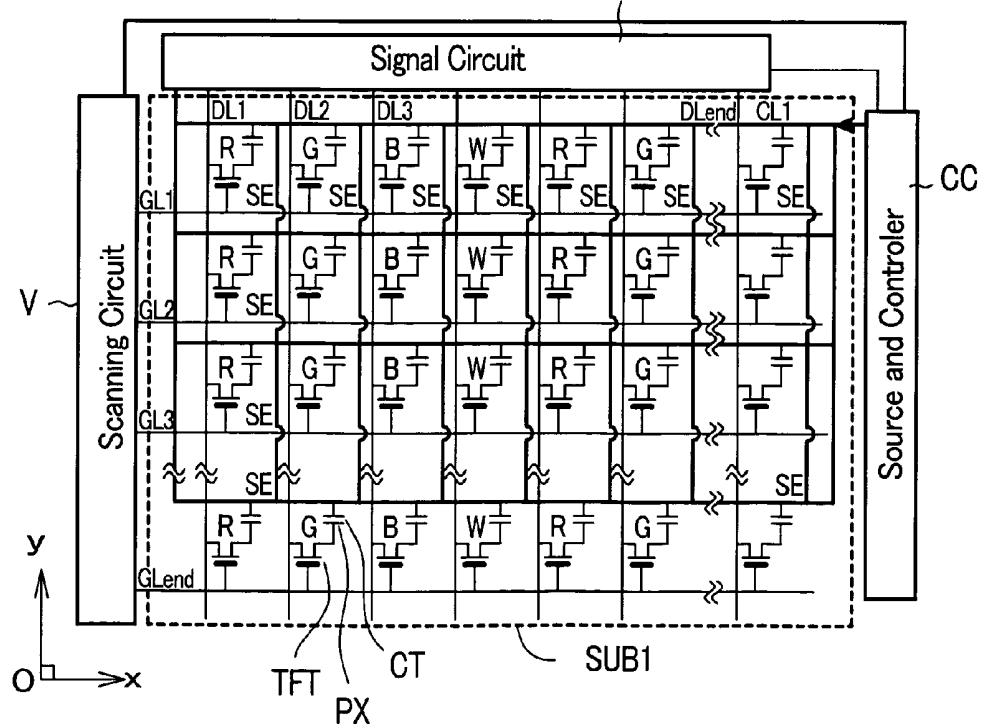 Signal Circuit
DL1 DL2 DL3 DLend CL1
R G B W R G
SE SE SE SE SE SE SE
GL1
CC
R G B W R G
V
SE
GL2
Scanning Circuit
Source and Controler
R G B W R G
SE
GL3
SE SE
R G B W R G
y
GLend
O x
TFT PX CT SUB1